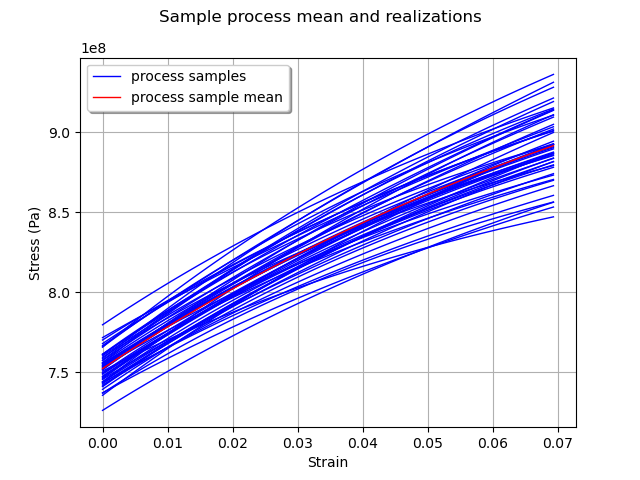 Sample process mean and realizations
1e8
process samples
process sample mean
9.0
8.5
8.0
7.5
Stress (Pa)
0.00 0.01 0.02 0.03 0.04 0.05 0.06 0.07
Strain